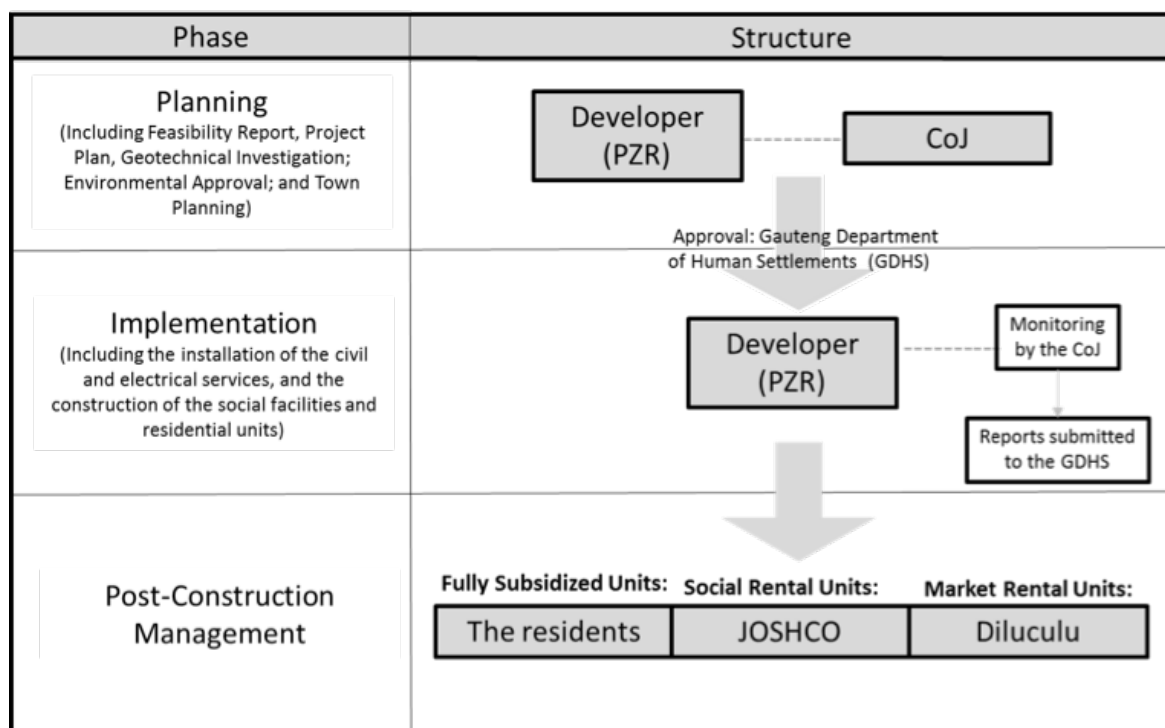 Phase
Structure
Planning
(Including Feasibility Report, Project
Plan, Geotechnical Investigation;
Environmental Approval; and Town
Planning)
Developer
(PZR)
CoJ
Approval: Gauteng Department
of Human Settlements (GDHS)
Implementation
(Including the installation of the civil
and electrical services, and the
construction of the social facilities and
residential units)
Developer
(PZR)
Monitoring
by the CoJ
Reports submitted
to the GDHS
Post-Construction
Management
Fully Subsidized Units:
The residents
Social Rental Units:
JOSHCO
Market Rental Units:
Diluculu